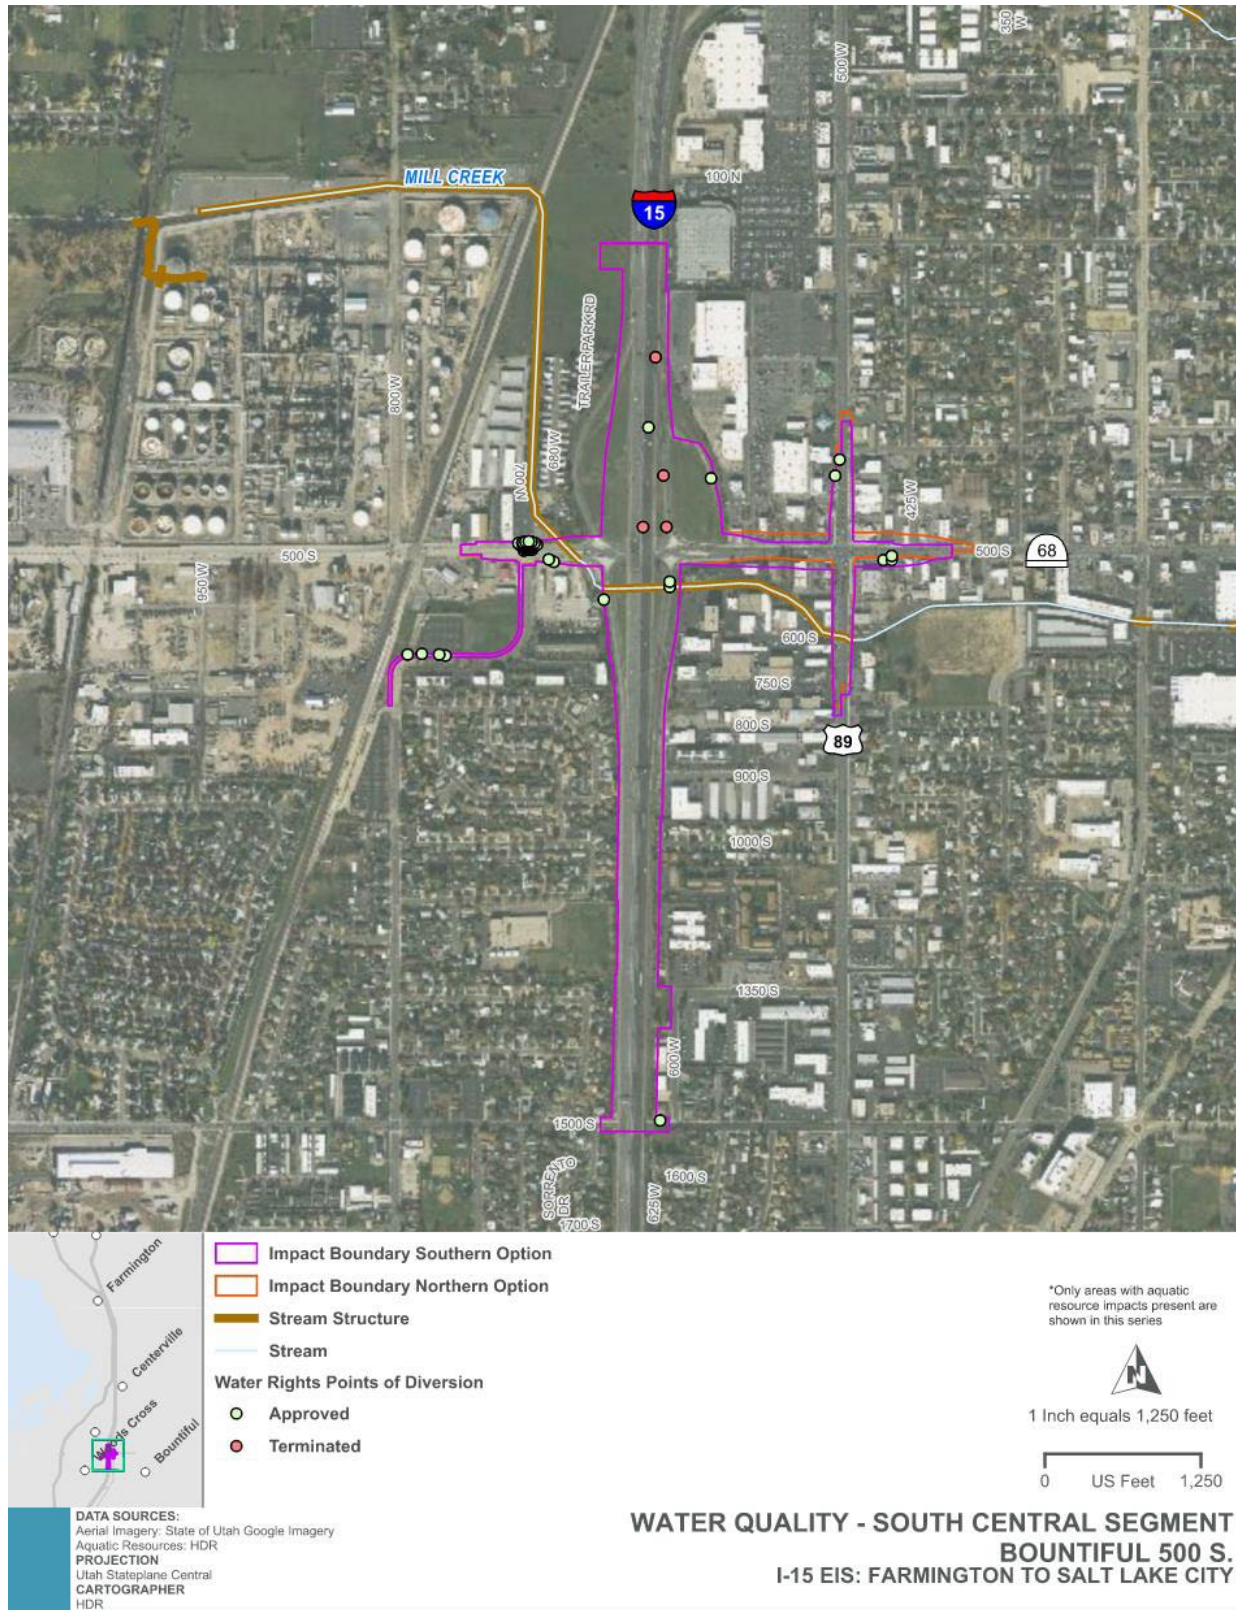 350
W
500 W
MILL CREEK
100 N
15
TRAILER PARK RD
800 W
680 W
700 W
425 W
500 S
500 S
68
950 W
600 S
750 S
800 S
89
900 S
1000 S
1350 S
600 W
1500 S
SORRENTO
DR
1600 S
625 W
1700 S
Farmington
Centerville
Woods Cross
Bountiful
Impact Boundary Southern Option
Impact Boundary Northern Option
Stream Structure
Stream
Water Rights Points of Diversion
Approved
Terminated
*Only areas with aquatic
resource impacts present are
shown in this series
N
1 Inch equals 1,250 feet
0 US Feet 1,250
DATA SOURCES:
Aerial Imagery: State of Utah Google Imagery
Aquatic Resources: HDR
PROJECTION
Utah Stateplane Central
CARTOGRAPHER
HDR
WATER QUALITY - SOUTH CENTRAL SEGMENT
BOUNTIFUL 500 S.
I-15 EIS: FARMINGTON TO SALT LAKE CITY